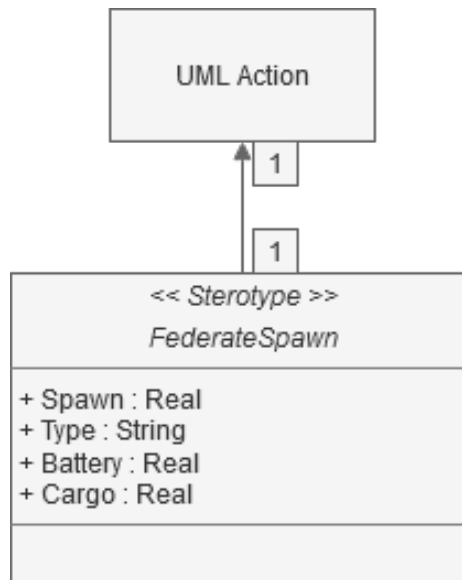 UML Action
1
1
<< Sterotype >>
FederateSpawn
+ Spawn : Real
+ Type : String
+ Battery : Real
+ Cargo : Real